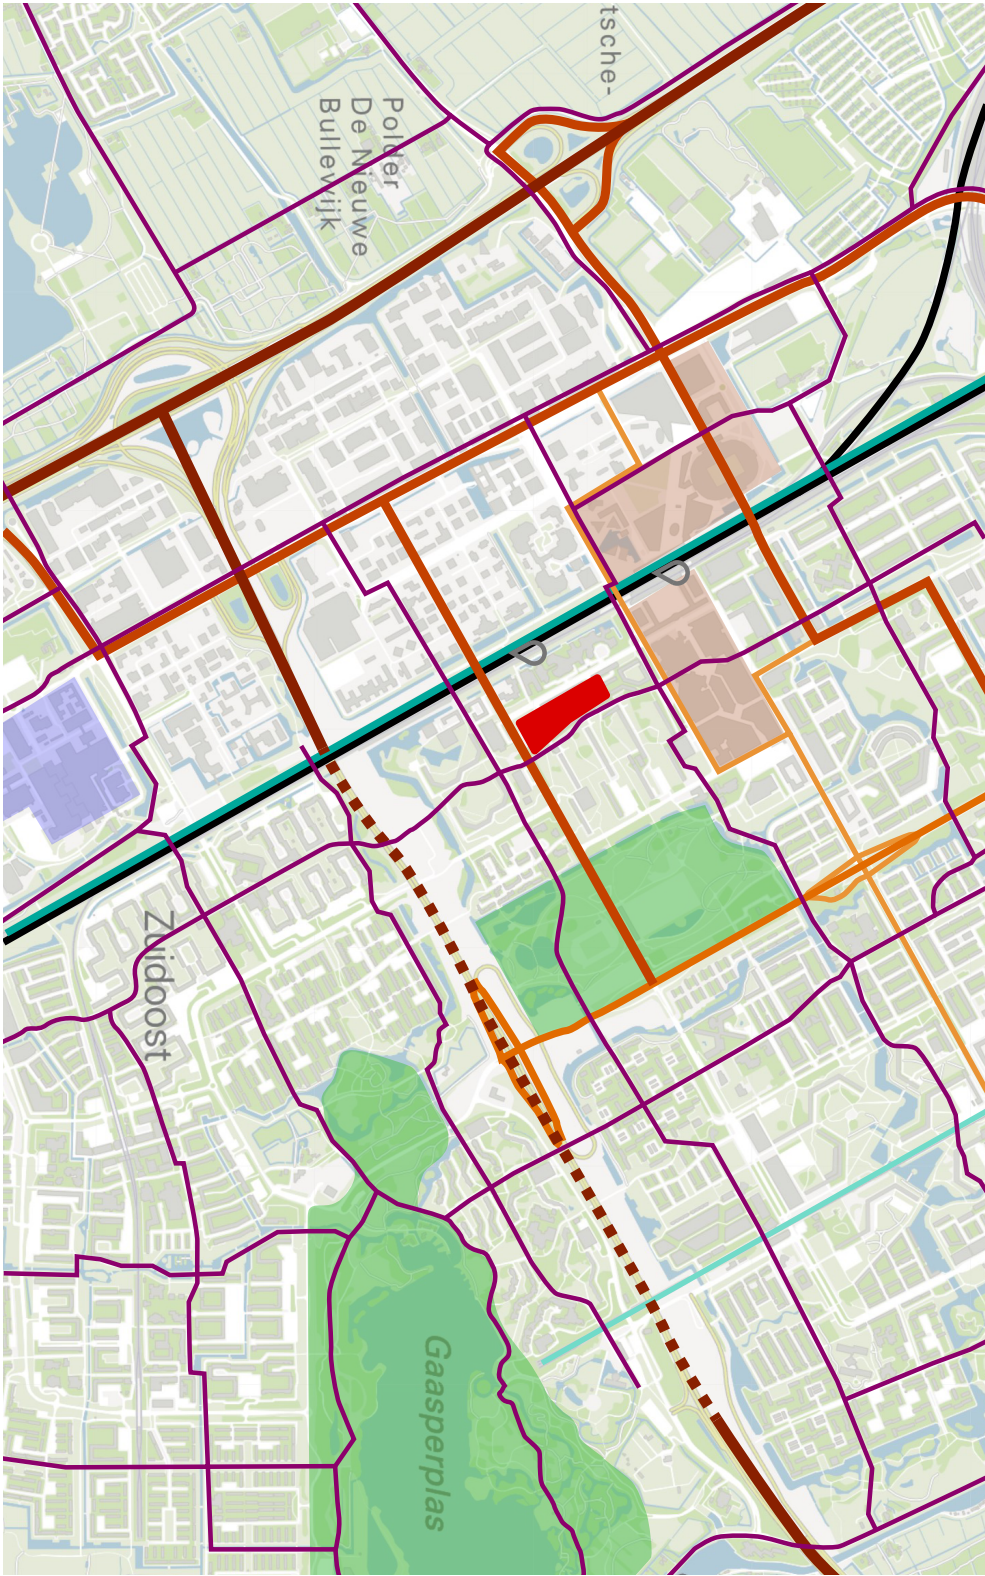 tsche-
Polder
De Nieuwe
Bullewijk
Zuidoost
Gaasperplas